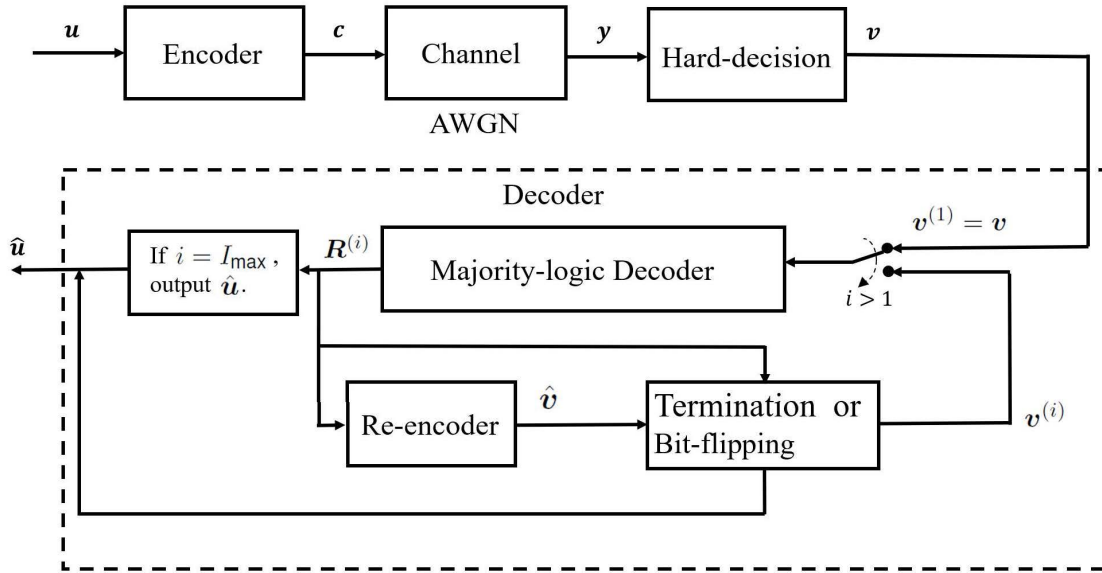 u
Encoder
c
Channel
y
Hard-decision
v
AWGN
Decoder
û
If i = I_max ,
output û.
R^(i)
Majority-logic Decoder
v^(1) = v
i > 1
Re-encoder
v̂
Termination or
Bit-flipping
v^(i)